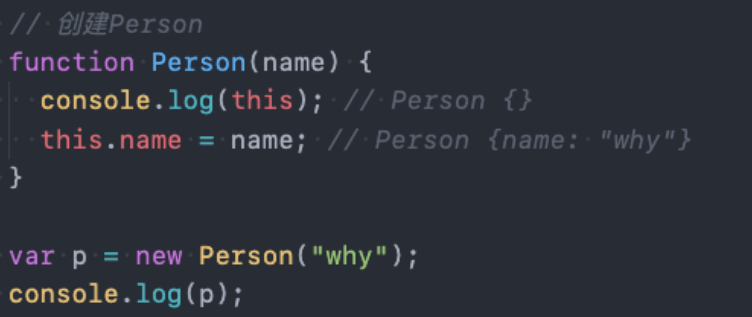 // 创建Person
function Person(name) {
  console.log(this); // Person {}
  this.name = name; // Person {name: "why"}
}

var p = new Person("why");
console.log(p);